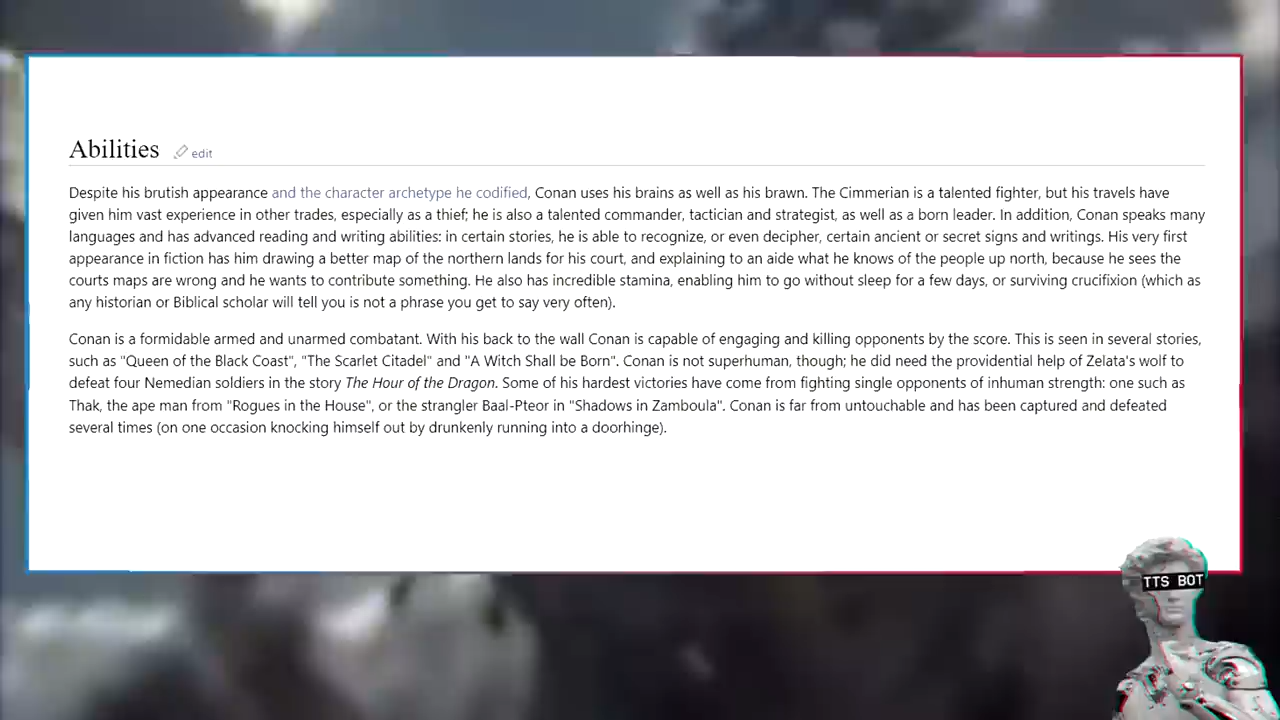 Abilities edit
Despite his brutish appearance and the character archetype he codified, Conan uses his brains as well as his brawn. The Cimmerian is a talented fighter, but his travels have
given him vast experience in other trades, especially as a thief; he is also a talented commander, tactician and strategist, as well as a born leader. In addition, Conan speaks many
languages and has advanced reading and writing abilities: in certain stories, he is able to recognize, or even decipher, certain ancient or secret signs and writings. His very first
appearance in fiction has him drawing a better map of the northern lands for his court, and explaining to an aide what he knows of the people up north, because he sees the
courts maps are wrong and he wants to contribute something. He also has incredible stamina, enabling him to go without sleep for a few days, or surviving crucifixion (which as
any historian or Biblical scholar will tell you is not a phrase you get to say very often).
Conan is a formidable armed and unarmed combatant. With his back to the wall Conan is capable of engaging and killing opponents by the score. This is seen in several stories,
such as "Queen of the Black Coast", "The Scarlet Citadel" and "A Witch Shall be Born". Conan is not superhuman, though; he did need the providential help of Zelata's wolf to
defeat four Nemedian soldiers in the story The Hour of the Dragon. Some of his hardest victories have come from fighting single opponents of inhuman strength: one such as
Thak, the ape man from "Rogues in the House", or the strangler Baal-Pteor in "Shadows in Zamboula". Conan is far from untouchable and has been captured and defeated
several times (on one occasion knocking himself out by drunkenly running into a doorhinge).
TTS BOT